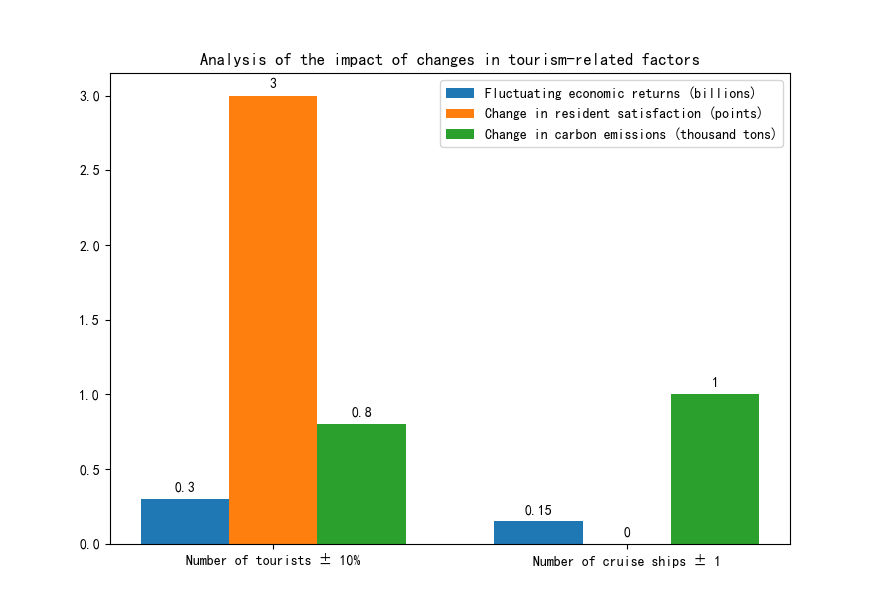 Analysis of the impact of changes in tourism-related factors
Fluctuating economic returns (billions)
Change in resident satisfaction (points)
Change in carbon emissions (thousand tons)
3.0
2.5
2.0
1.5
1.0
0.5
0.0
0.3
3
0.8
0.15
0
1
Number of tourists ± 10%
Number of cruise ships ± 1